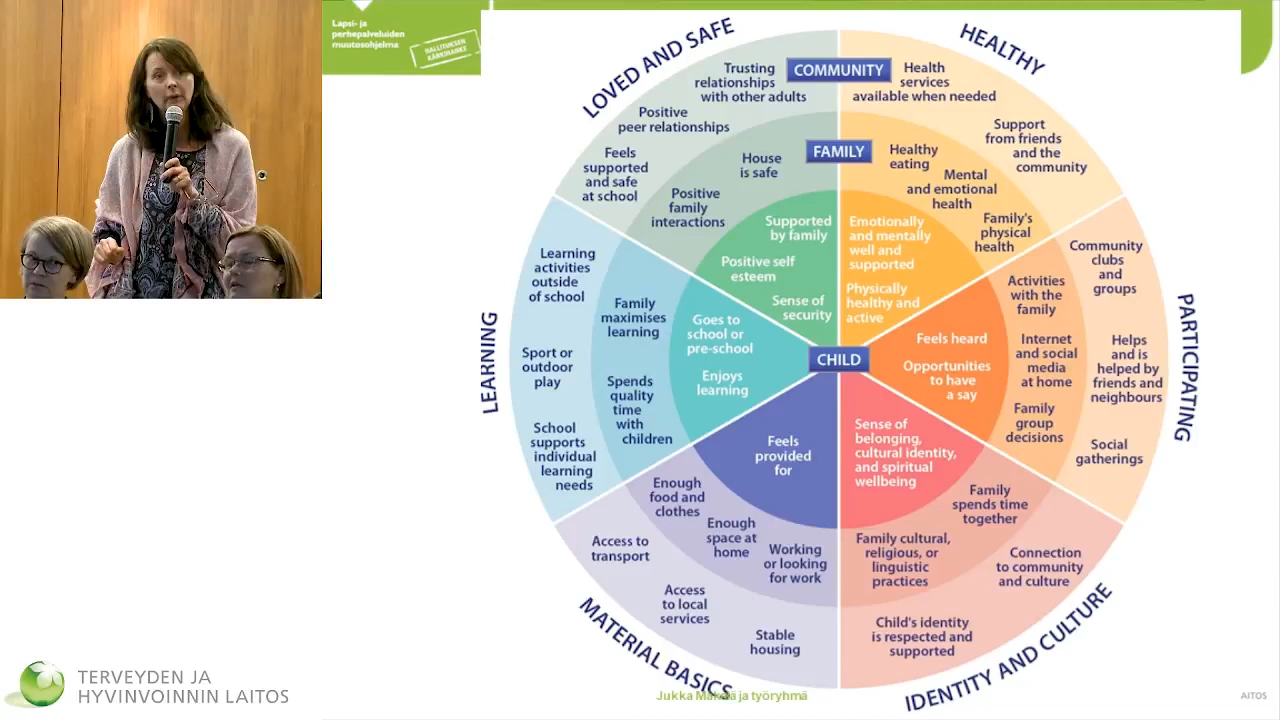 Lapsi- ja
perhepalveluiden
muutosohjelma
HALLITUKSEN
KÄRKIHANKE
LOVED AND SAFE
HEALTHY
PARTICIPATING
IDENTITY AND CULTURE
MATERIAL BASICS
LEARNING
COMMUNITY
FAMILY
CHILD
Trusting
relationships
with other adults
Positive
peer relationships
Feels
supported
and safe
at school
House
is safe
Positive
family
interactions
Supported
by family
Positive self
esteem
Sense of
security
Health
services
available when needed
Support
from friends
and the
community
Healthy
eating
Mental
and emotional
health
Family's
physical
health
Emotionally
and mentally
well and
supported
Physically
healthy and
active
Community
clubs
and
groups
Helps
and is
helped by
friends and
neighbours
Social
gatherings
Activities
with the
family
Internet
and social
media
at home
Family
group
decisions
Feels heard
Opportunities
to have
a say
Sense of
belonging,
cultural identity,
and spiritual
wellbeing
Family
spends time
together
Family cultural,
religious, or
linguistic
practices
Connection
to community
and culture
Child's identity
is respected and
supported
Feels
provided
for
Enough
food and
clothes
Enough
space at
home
Working
or looking
for work
Access to
transport
Access
to local
services
Stable
housing
Goes to
school or
pre-school
Enjoys
learning
Family
maximises
learning
Spends
quality
time
with
children
Learning
activities
outside
of school
Sport or
outdoor
play
School
supports
individual
learning
needs
Jukka Mäkelä ja työryhmä
AITOS
TERVEYDEN JA
HYVINVOINNIN LAITOS